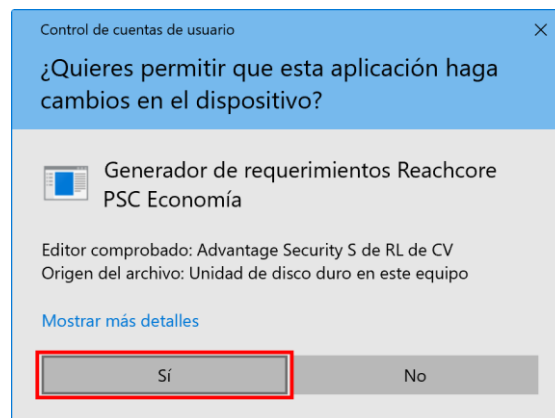 Control de cuentas de usuario
¿Quieres permitir que esta aplicación haga
cambios en el dispositivo?
Generador de requerimientos Reachcore
PSC Economía
Editor comprobado: Advantage Security S de RL de CV
Origen del archivo: Unidad de disco duro en este equipo
Mostrar más detalles
Sí
No